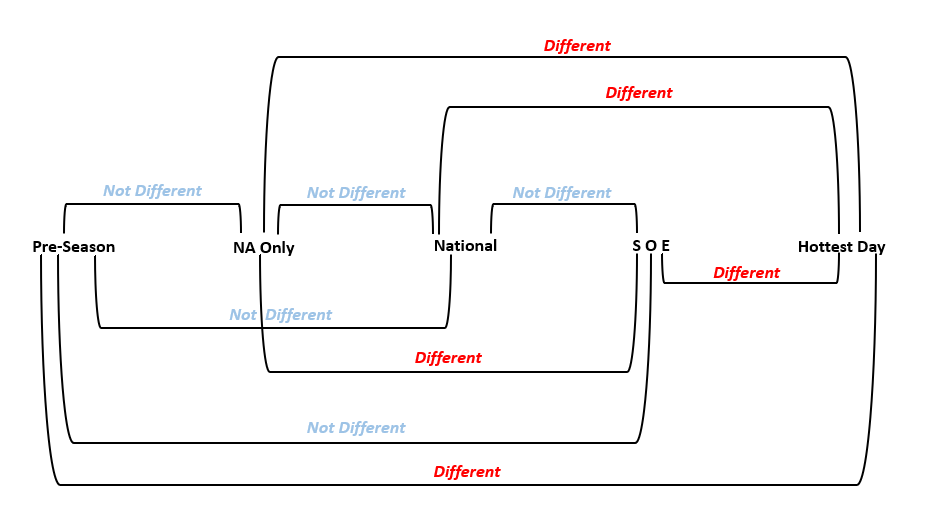 Different
Different
Not Different
Not Different
Not Different
Pre-Season
NA Only
National
S O E
Hottest Day
Different
Not Different
Different
Not Different
Different